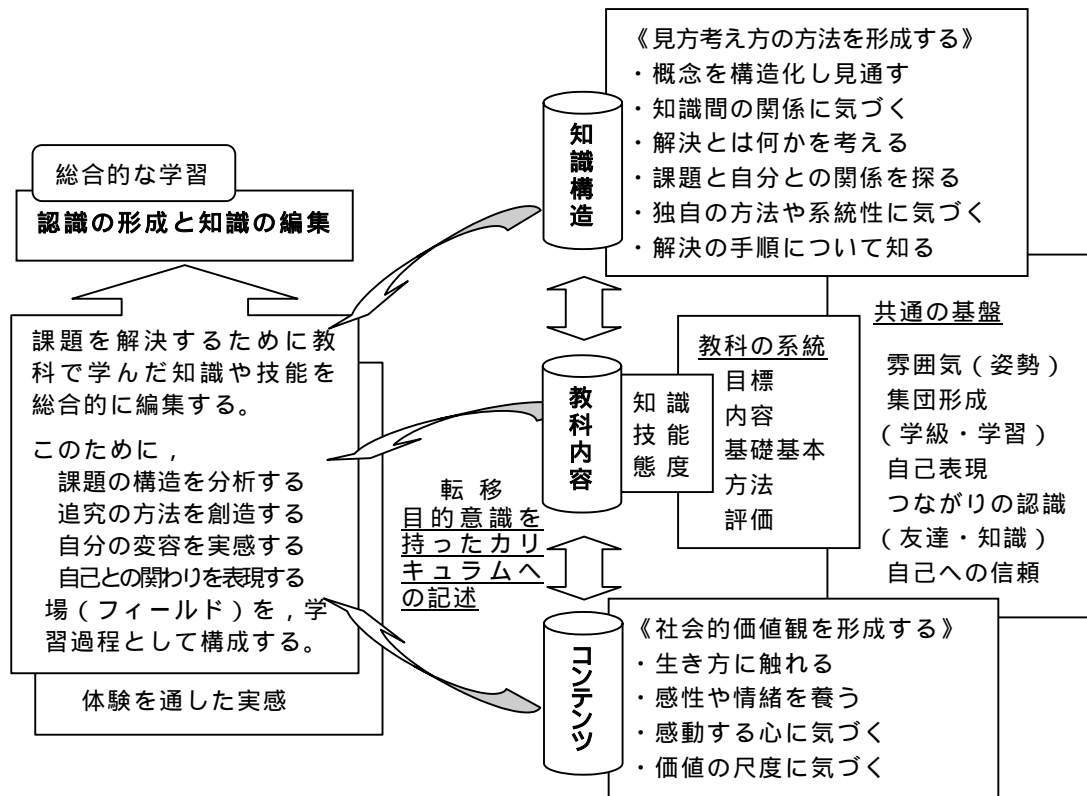 総合的な学習
認識の形成と知識の編集
課題を解決するために教
科で学んだ知識や技能を
総合的に編集する。
このために，
課題の構造を分析する
追究の方法を創造する
自分の変容を実感する
自己との関わりを表現する
場（フィールド）を，学
習過程として構成する。
体験を通した実感
転移
目的意識を
持ったカリ
キュラムへ
の記述
知識構造
《見方考え方の方法を形成する》
・概念を構造化し見通す
・知識間の関係に気づく
・解決とは何かを考える
・課題と自分との関係を探る
・独自の方法や系統性に気づく
・解決の手順について知る
教科内容
知識
技能
態度
教科の系統
目標
内容
基礎基本
方法
評価
共通の基盤
雰囲気（姿勢）
集団形成
（学級・学習）
自己表現
つながりの認識
（友達・知識）
自己への信頼
コンテンツ
《社会的価値観を形成する》
・生き方に触れる
・感性や情緒を養う
・感動する心に気づく
・価値の尺度に気づく